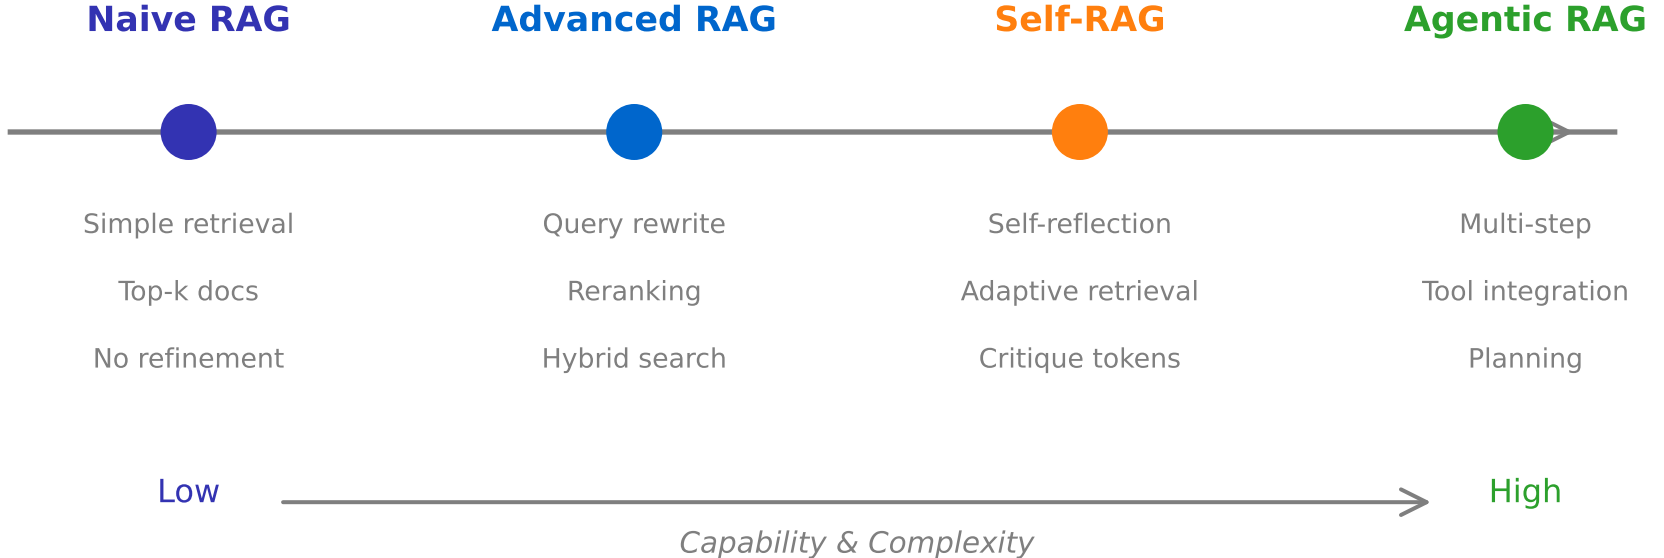 Naive RAG
Advanced RAG
Self-RAG
Agentic RAG
Simple retrieval
Query rewrite
Self-reflection
Multi-step
Top-k docs
Reranking
Adaptive retrieval
Tool integration
No refinement
Hybrid search
Critique tokens
Planning
Low
High
Capability & Complexity